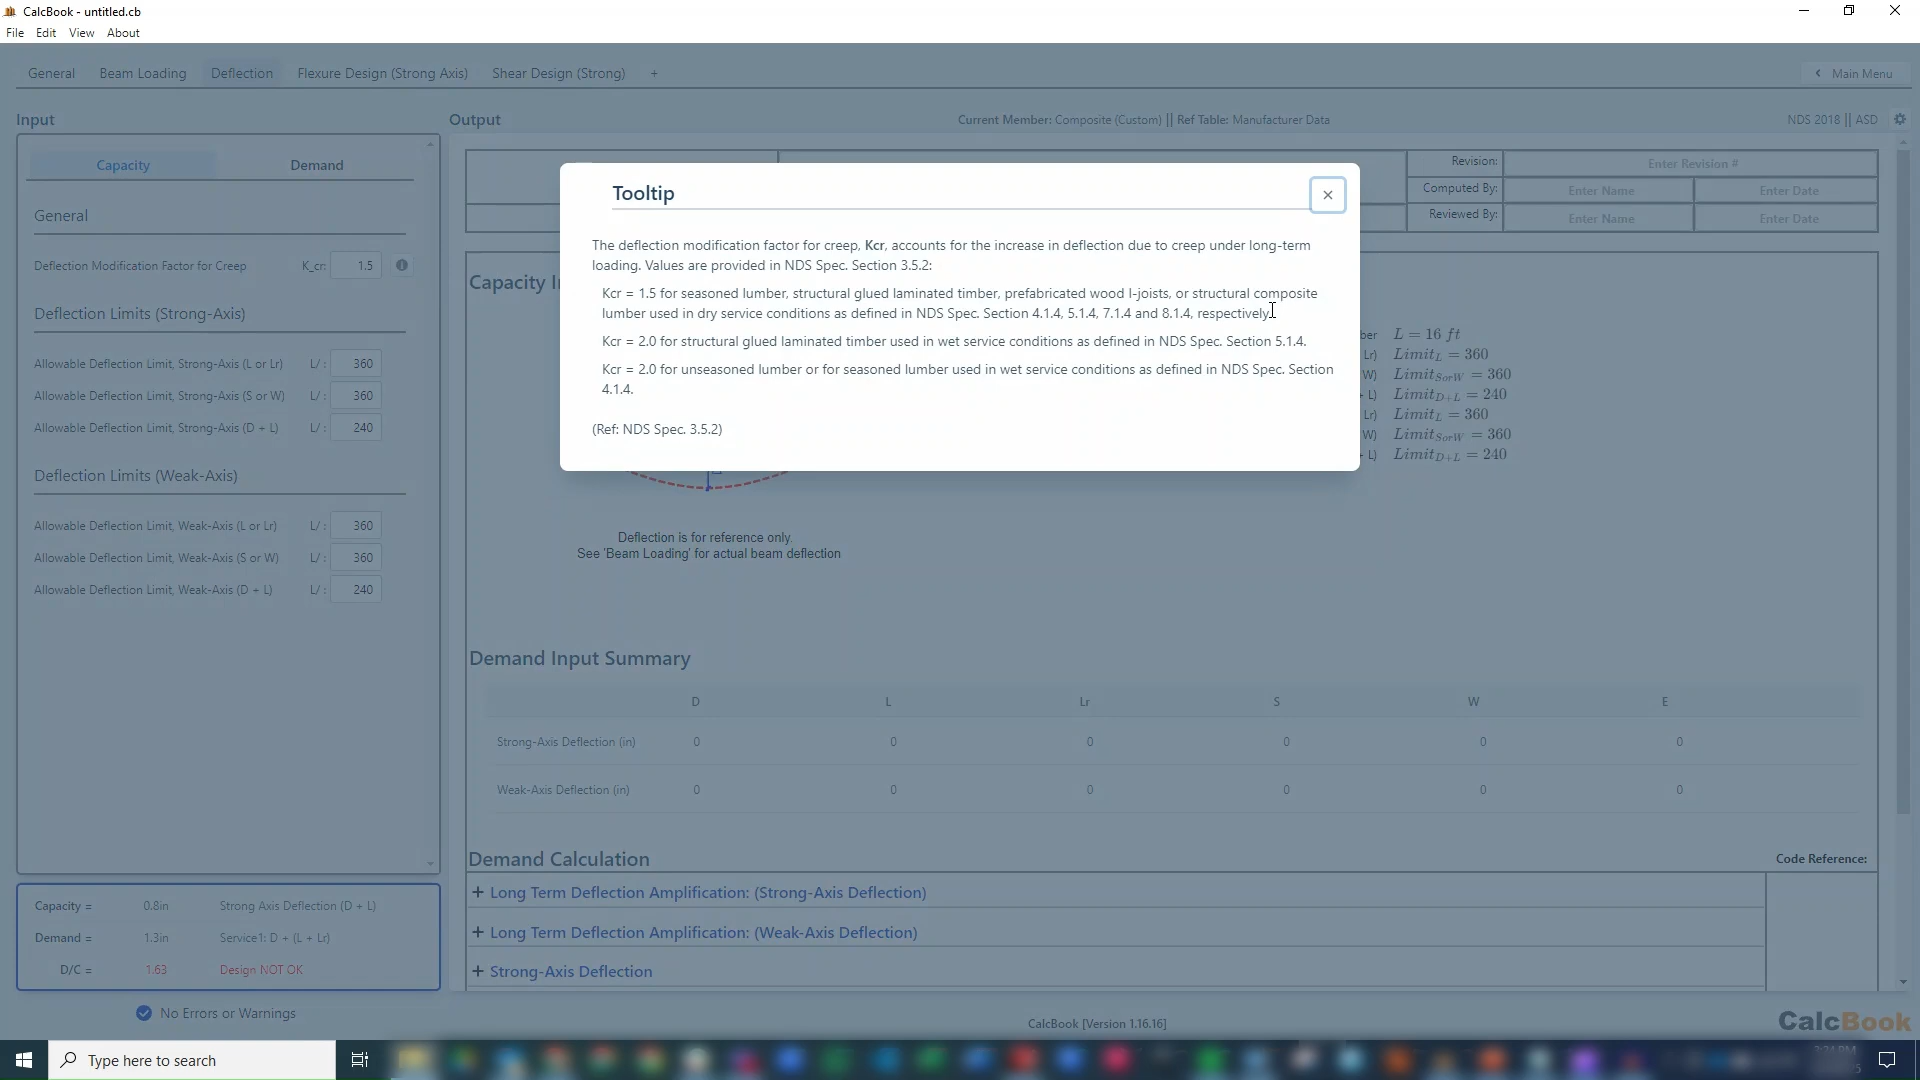 CalcBook - untitled.cb
File Edit View About
General Beam Loading Deflection Flexure Design (Strong Axis) Shear Design (Strong) + Main Menu
Input
Output
Current Member: Composite (Custom) || Ref Table: Manufacturer Data
NDS 2018 || ASD
Capacity Demand
General
Deflection Modification Factor for Creep K_cr: 1.5
Deflection Limits (Strong-Axis)
Allowable Deflection Limit, Strong-Axis (L or Lr) L/ : 360
Allowable Deflection Limit, Strong-Axis (S or W) L/ : 360
Allowable Deflection Limit, Strong-Axis (D + L) L/ : 240
Deflection Limits (Weak-Axis)
Allowable Deflection Limit, Weak-Axis (L or Lr) L/ : 360
Allowable Deflection Limit, Weak-Axis (S or W) L/ : 360
Allowable Deflection Limit, Weak-Axis (D + L) L/ : 240
Capacity = 0.8in Strong Axis Deflection (D + L)
Demand = 1.3in Service1: D + (L + Lr)
D/C = 1.63 Design NOT OK
No Errors or Warnings
Revision: Enter Revision #
Computed By: Enter Name Enter Date
Reviewed By: Enter Name Enter Date
Tooltip
The deflection modification factor for creep, Kcr, accounts for the increase in deflection due to creep under long-term
loading. Values are provided in NDS Spec. Section 3.5.2:
Kcr = 1.5 for seasoned lumber, structural glued laminated timber, prefabricated wood I-joists, or structural composite
lumber used in dry service conditions as defined in NDS Spec. Section 4.1.4, 5.1.4, 7.1.4 and 8.1.4, respectively.
Kcr = 2.0 for structural glued laminated timber used in wet service conditions as defined in NDS Spec. Section 5.1.4.
Kcr = 2.0 for unseasoned lumber or for seasoned lumber used in wet service conditions as defined in NDS Spec. Section
4.1.4.
(Ref: NDS Spec. 3.5.2)
Capacity I
ber L = 16 ft
Lr) Limit_L = 360
W) Limit_SorW = 360
+ L) Limit_D+L = 240
Lr) Limit_L = 360
W) Limit_SorW = 360
+ L) Limit_D+L = 240
Deflection is for reference only.
See 'Beam Loading' for actual beam deflection
Demand Input Summary
D L Lr S W E
Strong-Axis Deflection (in) 0 0 0 0 0 0
Weak-Axis Deflection (in) 0 0 0 0 0 0
Demand Calculation
Code Reference:
+ Long Term Deflection Amplification: (Strong-Axis Deflection)
+ Long Term Deflection Amplification: (Weak-Axis Deflection)
+ Strong-Axis Deflection
CalcBook [Version 1.16.16]
CalcBook
Type here to search